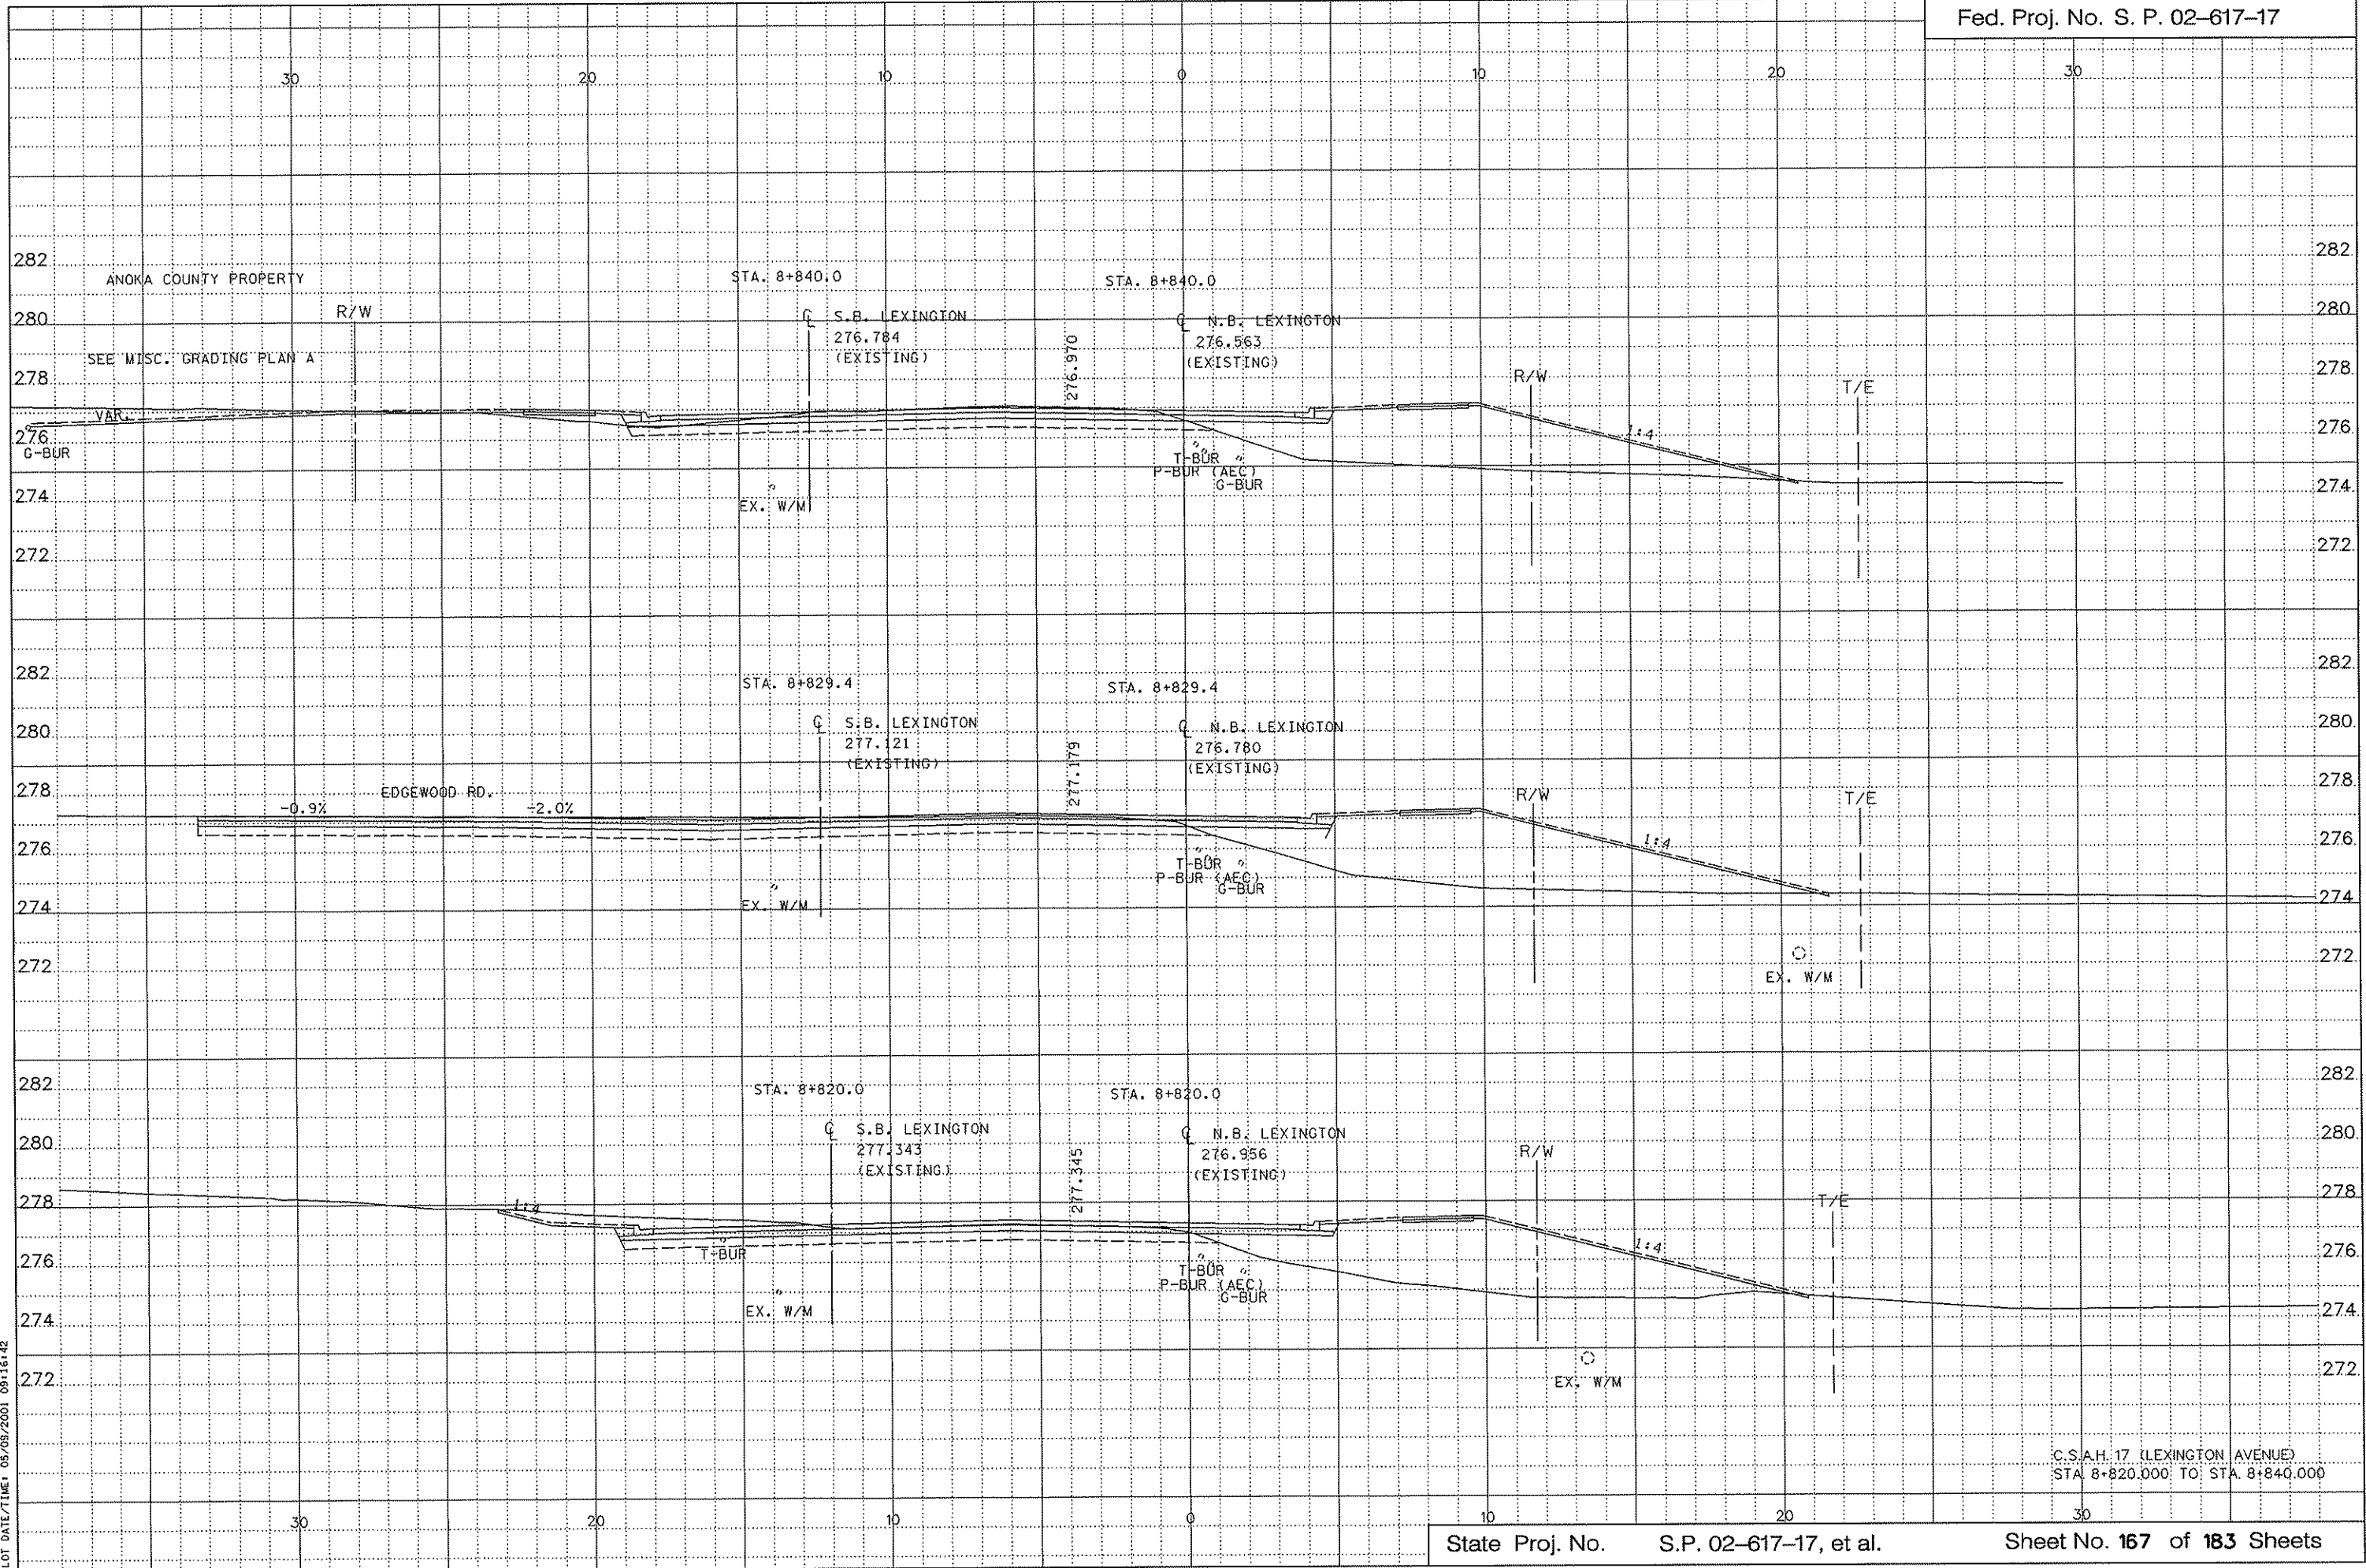 Fed. Proj. No. S. P. 02-617-17
30 20 10 0 10 20 30
282 282
ANOKA COUNTY PROPERTY
STA. 8+840.0 STA. 8+840.0
280 280
R/W
℄ S.B. LEXINGTON
276.784
(EXISTING)
276.970
℄ N.B. LEXINGTON
276.563
(EXISTING)
SEE MISC. GRADING PLAN A
278 278
R/W
T/E
VAR.
276 276
1:4
G-BUR
T-BUR
P-BUR (AEC)
G-BUR
274 274
EX. W/M
272 272
282 282
STA. 8+829.4 STA. 8+829.4
℄ S.B. LEXINGTON
277.121
(EXISTING)
277.179
℄ N.B. LEXINGTON
276.780
(EXISTING)
280 280
278 278
EDGEWOOD RD.
-0.9% -2.0%
R/W
T/E
276 276
1:4
T-BUR
P-BUR (AEC)
G-BUR
274 274
EX. W/M
272 272
EX. W/M
282 282
STA. 8+820.0 STA. 8+820.0
℄ S.B. LEXINGTON
277.343
(EXISTING)
277.345
℄ N.B. LEXINGTON
276.956
(EXISTING)
280 280
R/W
278 278
T/E
1:4
276 276
1:4
T-BUR
T-BUR
P-BUR (AEC)
G-BUR
274 274
EX. W/M
272 272
EX. W/M
LOT DATE/TIME: 05/09/2001 09:16:42
C.S.A.H. 17 (LEXINGTON AVENUE)
STA 8+820.000 TO STA. 8+840.000
30 20 10 0 10 20 30
State Proj. No. S.P. 02-617-17, et al. Sheet No. 167 of 183 Sheets